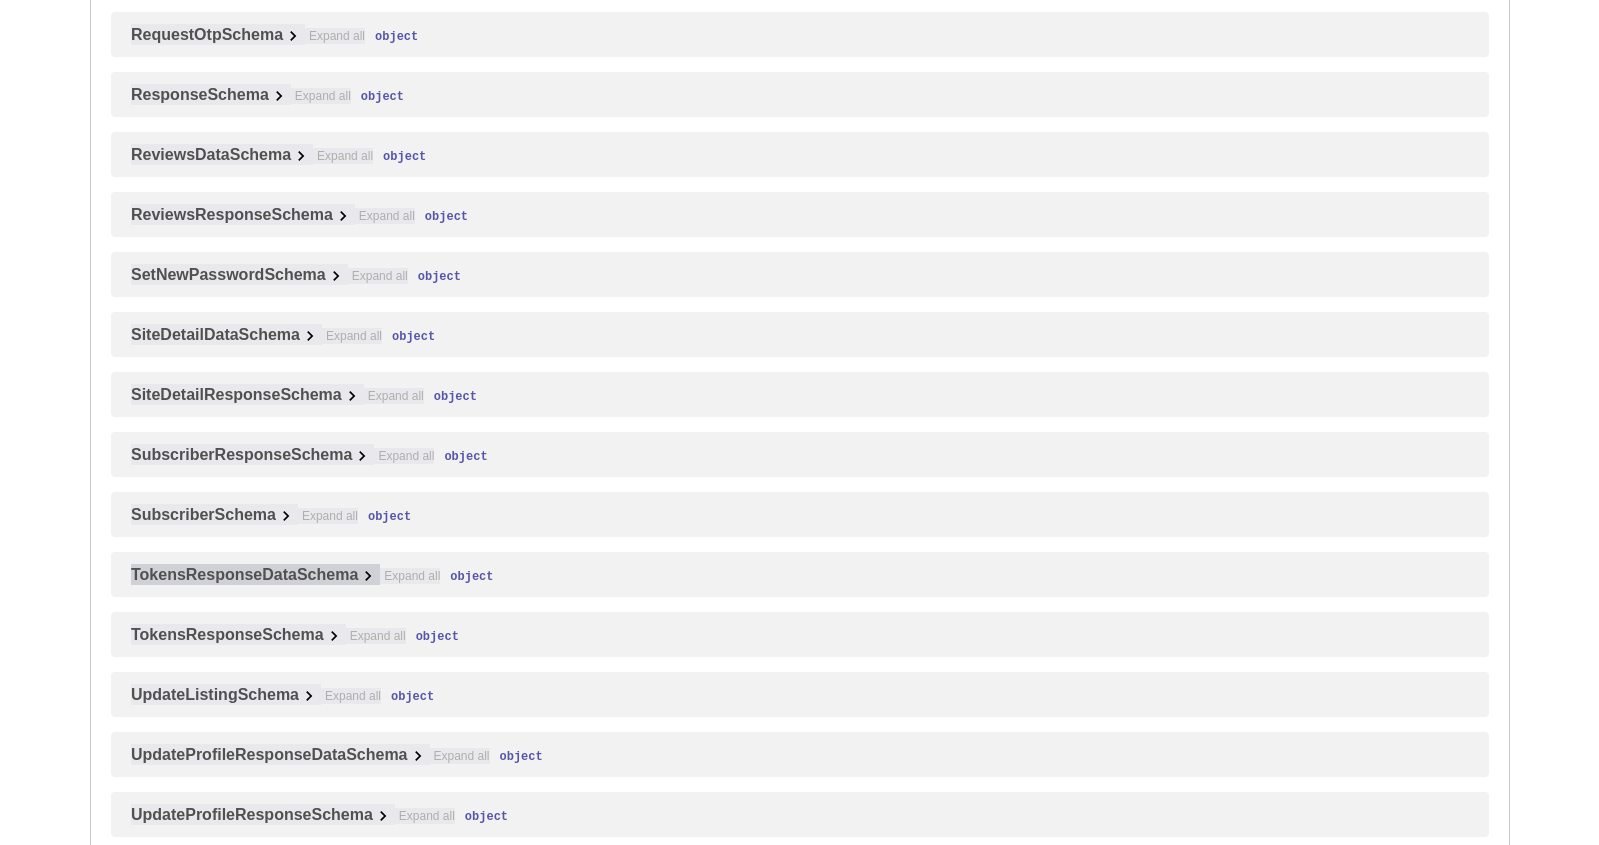 RequestOtpSchema Expand all object
ResponseSchema Expand all object
ReviewsDataSchema Expand all object
ReviewsResponseSchema Expand all object
SetNewPasswordSchema Expand all object
SiteDetailDataSchema Expand all object
SiteDetailResponseSchema Expand all object
SubscriberResponseSchema Expand all object
SubscriberSchema Expand all object
TokensResponseDataSchema Expand all object
TokensResponseSchema Expand all object
UpdateListingSchema Expand all object
UpdateProfileResponseDataSchema Expand all object
UpdateProfileResponseSchema Expand all object